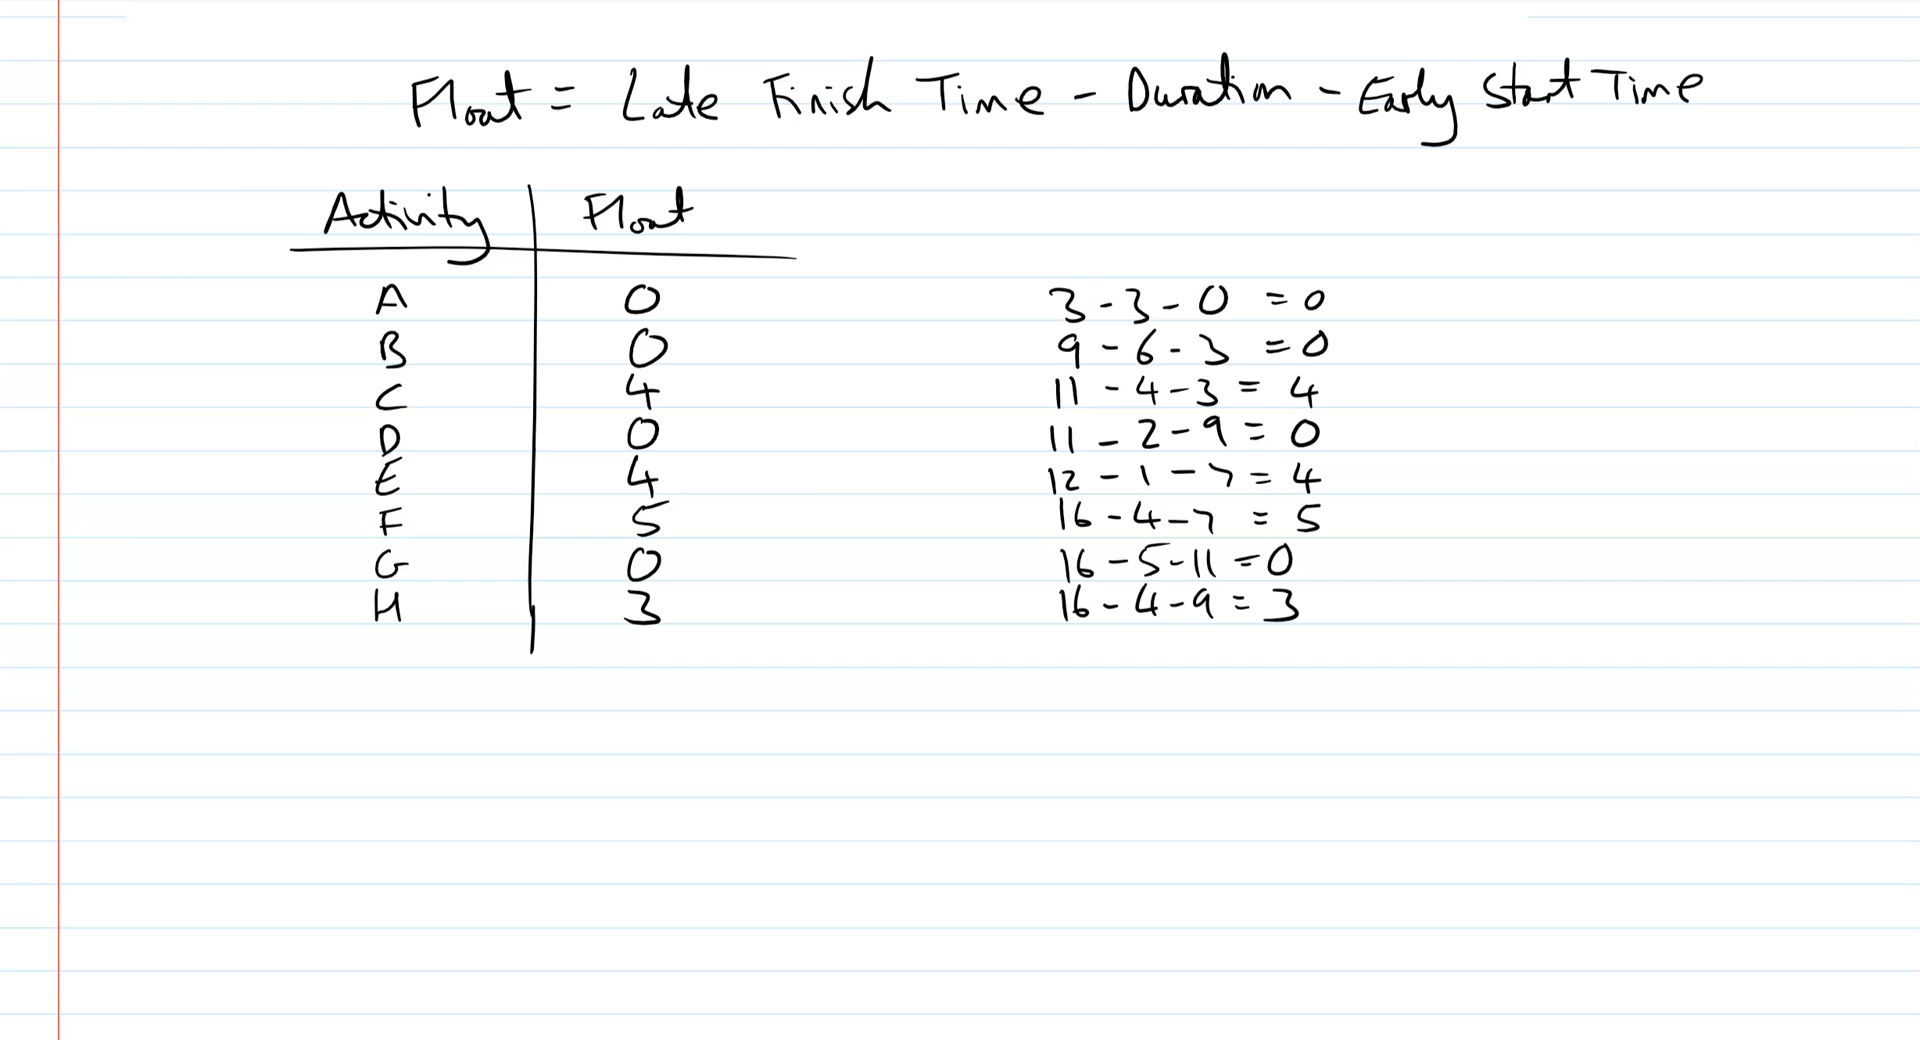 Float = Late Finish Time - Duration - Early Start Time
Activity Float
A 0 3 - 3 - 0 = 0
B 0 9 - 6 - 3 = 0
C 4 11 - 4 - 3 = 4
D 0 11 - 2 - 9 = 0
E 4 12 - 1 - 7 = 4
F 5 16 - 4 - 7 = 5
G 0 16 - 5 - 11 = 0
H 3 16 - 4 - 9 = 3